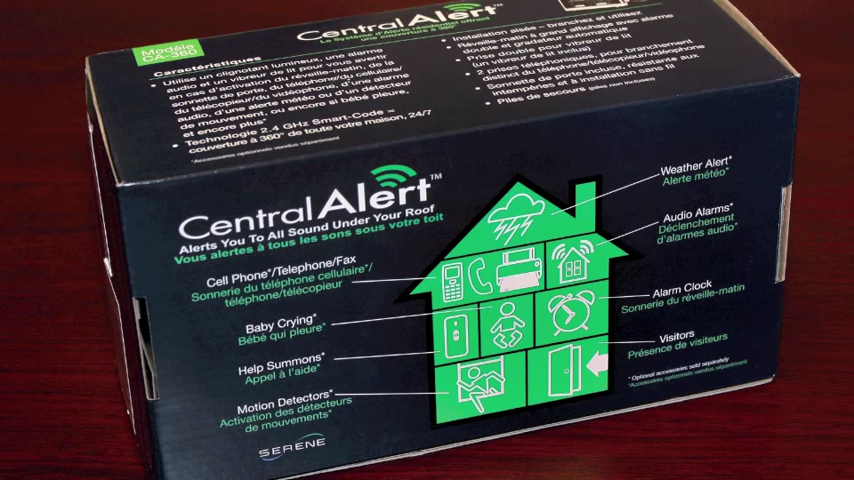 CentralAlert™
Le Système d'Alerte résidentiel offrant
une couverture à 360°
Modèle
CA-360
Caractéristiques
• Utilise un clignotant lumineux, une alarme
audio et un vibreur de lit pour vous avertir
en cas d'activation du réveille-matin, de la
sonnette de porte, du téléphone/du cellulaire/
du télécopieur/du vidéophone, d'une alarme
audio, d'une alerte météo ou d'un détecteur
de mouvement, ou encore si bébé pleure,
et encore plus*
• Technologie 2.4 GHz Smart-Code ~
couverture à 360° de toute votre maison, 24/7
*Accessoires optionnels vendus séparément
• Installation aisée – branchez et utilisez
• Réveille-matin à grand affichage avec alarme
double et gradateur automatique
• Prise double pour vibreur de lit
(un vibreur de lit inclus)
• 2 prises téléphoniques, pour branchement
distinct du téléphone/télécopieur/vidéophone
• Sonnette de porte incluse, résistante aux
intempéries et à installation sans fil
• Piles de secours (piles non incluses)
CentralAlert™
Alerts You To All Sound Under Your Roof
Vous alertes à tous les sons sous votre toit
Cell Phone*/Telephone/Fax
Sonnerie du téléphone cellulaire*/
téléphone/télécopieur
Baby Crying*
Bébé qui pleure*
Help Summons*
Appel à l'aide*
Motion Detectors*
Activation des détecteurs
de mouvements*
SERENE
Weather Alert*
Alerte météo*
Audio Alarms*
Déclenchement
d'alarmes audio*
Alarm Clock
Sonnerie du réveille-matin
Visitors
Présence de visiteurs
* Optional accessories sold separately
*Accessoires optionnels vendus séparément